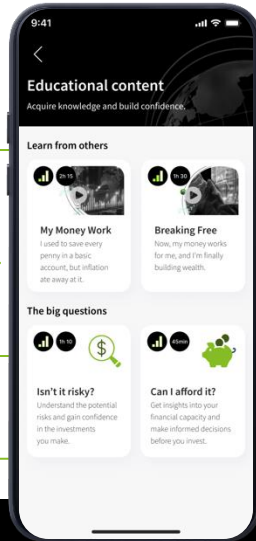 9:41
Educational content
Acquire knowledge and build confidence.
Learn from others
2h 15
1h 30
My Money Work
I used to save every
penny in a basic
account, but inflation
ate away at it.
Breaking Free
Now, my money works
for me, and I'm finally
building wealth.
The big questions
1h 10
$
45min
Isn't it risky?
Understand the potential
risks and gain confidence
in the investments
you make.
Can I afford it?
Get insights into your
financial capacity and
make informed decisions
before you invest.